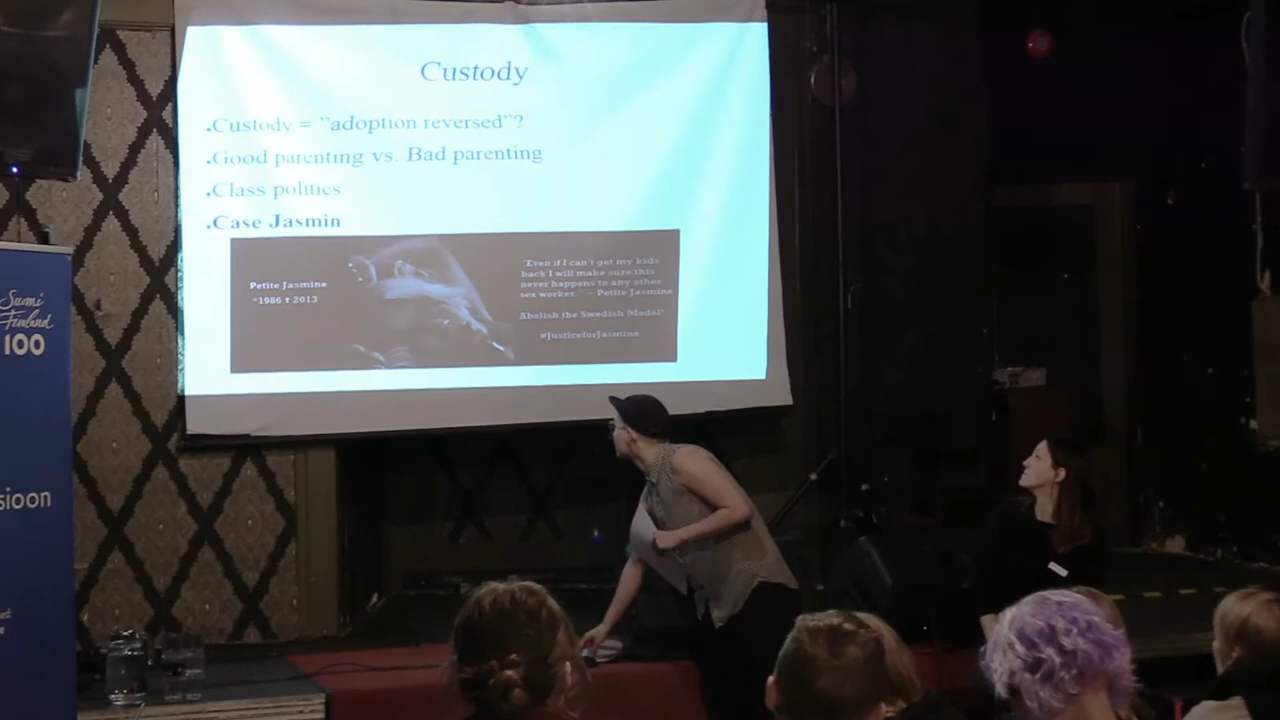 Custody
.Custody = "adoption reversed"?
.Good parenting vs. Bad parenting
.Class politics
.Case Jasmin
Petite Jasmine
*1986 ✝ 2013
"Even if I can't get my kids
back I will make sure this
never happens to any other
sex worker." - Petite Jasmine
Abolish the Swedish Model!
#JusticeforJasmine
Suomi
Finland
100
sioon